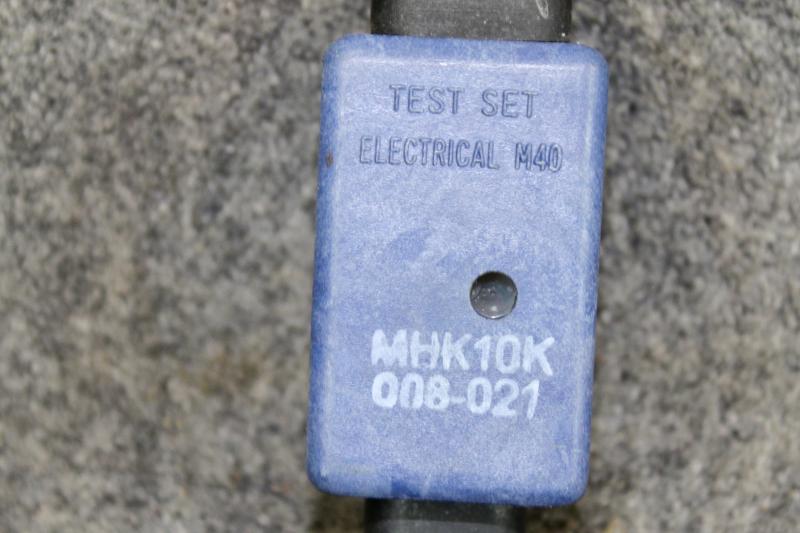 TEST SET
ELECTRICAL M40
MHK10K
008-021